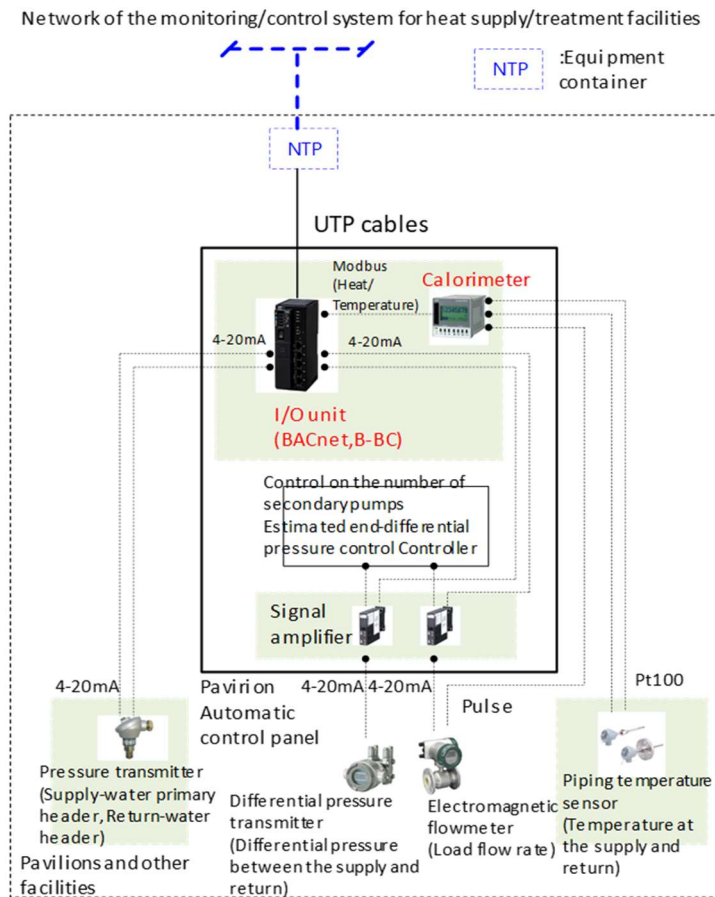 Network of the monitoring/control system for heat supply/treatment facilities
NTP
:Equipment
container
NTP
UTP cables
Modbus
(Heat/
Temperature)
Calorimeter
4-20mA
4-20mA
I/O unit
(BACnet,B-BC)
Control on the number of
secondary pumps
Estimated end-differential
pressure control Controller
Signal
amplifier
4-20mA
Pavirion
Automatic
control panel
4-20mA
4-20mA
Pulse
Pt100
Pressure transmitter
(Supply-water primary
header, Return-water
header)
Pavilions and other
facilities
Differential pressure
transmitter
(Differential pressure
between the supply and
return)
Electromagnetic
flowmeter
(Load flow rate)
Piping temperature
sensor
(Temperature at
the supply and
return)